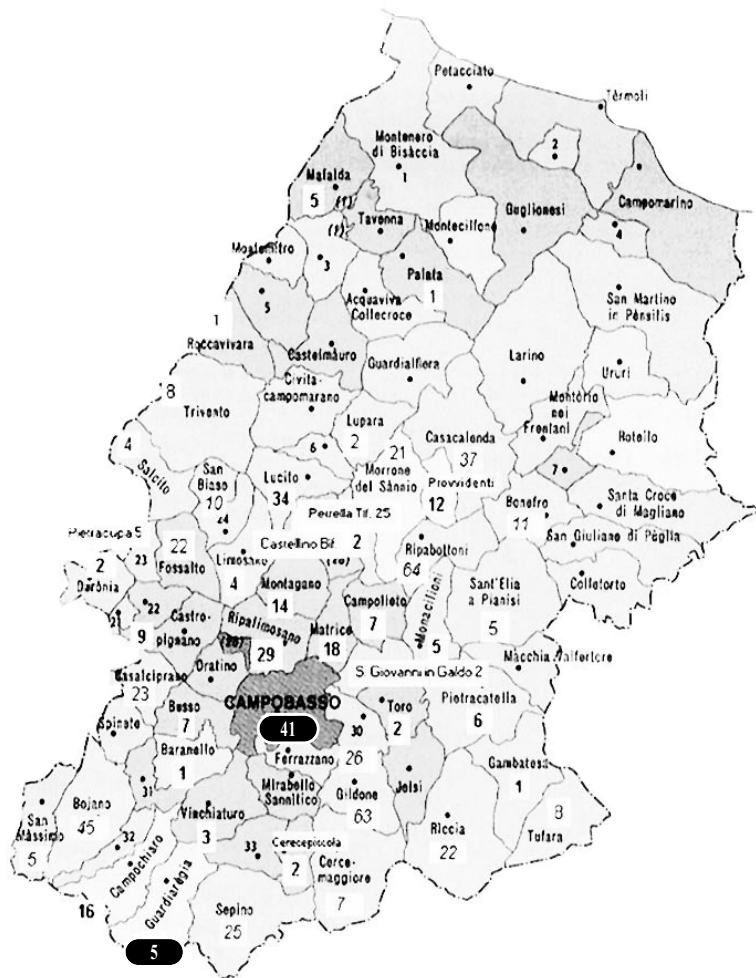 Petacciato
Tèrmoli
2
Montenero
di Bisàccia
1
Mafalda
5
(1)
Tavenna
(1)
Montecilfone
Guglionesi
Campomarino
4
Montemitro
3
Palata
1
5
Acquaviva
Collecroce
San Martino
in Pènsilis
1
Roccavivara
Castelmàuro
Guardialfiera
Larino
Ururi
Civita-
campomarano
8
Trivento
Montòrio
nei
Frentani
Lupara
2
Casacalenda
37
Rotello
4
Salcito
6
21
Morrone
del Sànnio
7
San
Biase
10
Lucito
34
Provvidenti
12
Bonefro
11
Santa Croce
di Magliano
24
25
San Giuliano di Pùglia
Pietracupa 5
22
Fossalto
Castellino Bif.
2
Ripabottoni
64
23
2
Limosano
4
Colletorto
Montagano
14
Campolieto
7
Monacilioni
5
Sant'Elia
a Pianisi
5
21
22
9
Castro-
pignano
Ripalimosano
29
Matrice
18
Macchia Valfortore
S. Giovanni in Galdo 2
Casalciprano
23
Oratino
CAMPOBASSO
41
Toro
2
Pietracatella
6
Spinete
Busso
7
30
26
Baranello
1
Ferrazzano
Gambatesa
1
31
Mirabello
Sannitico
Gildone
63
Jelsi
San
Màssimo
5
Bojano
45
Vinchiaturo
3
Riccia
22
8
Tufara
32
Campochiaro
33
Cercepiccola
2
Cerce-
maggiore
7
16
Guardiarègia
5
Sepino
25